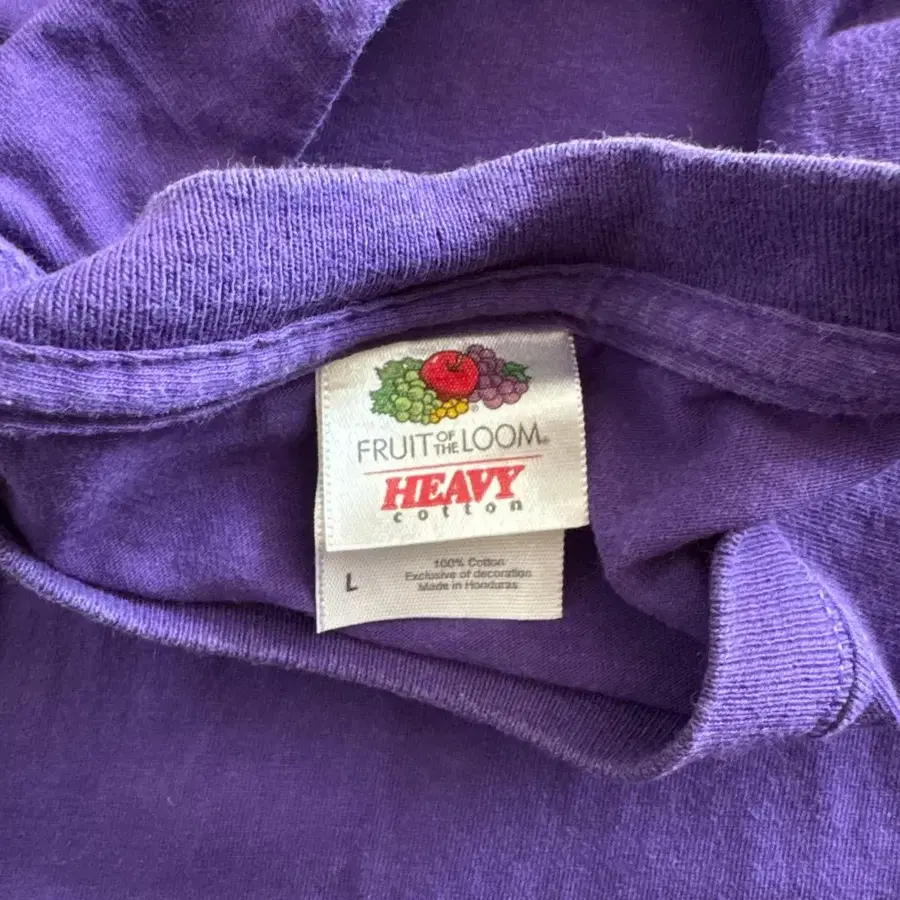 FRUIT OF THE LOOM®
HEAVY
cotton
L
100% Cotton
Exclusive of decoration
Made in Honduras